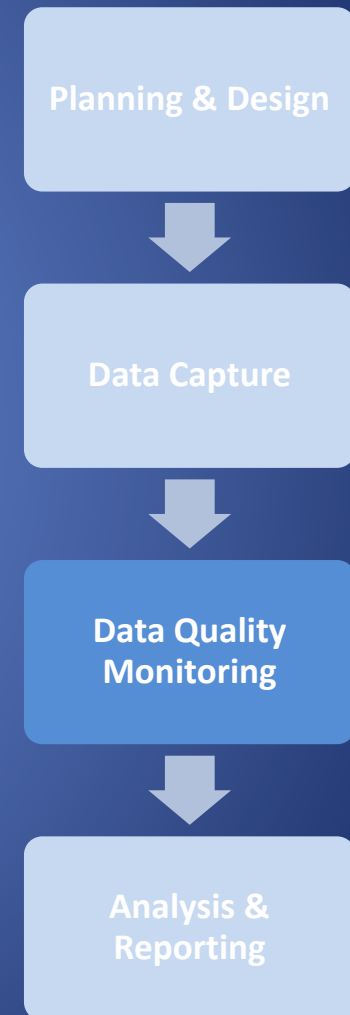 Planning & Design
Data Capture
Data Quality
Monitoring
Analysis &
Reporting